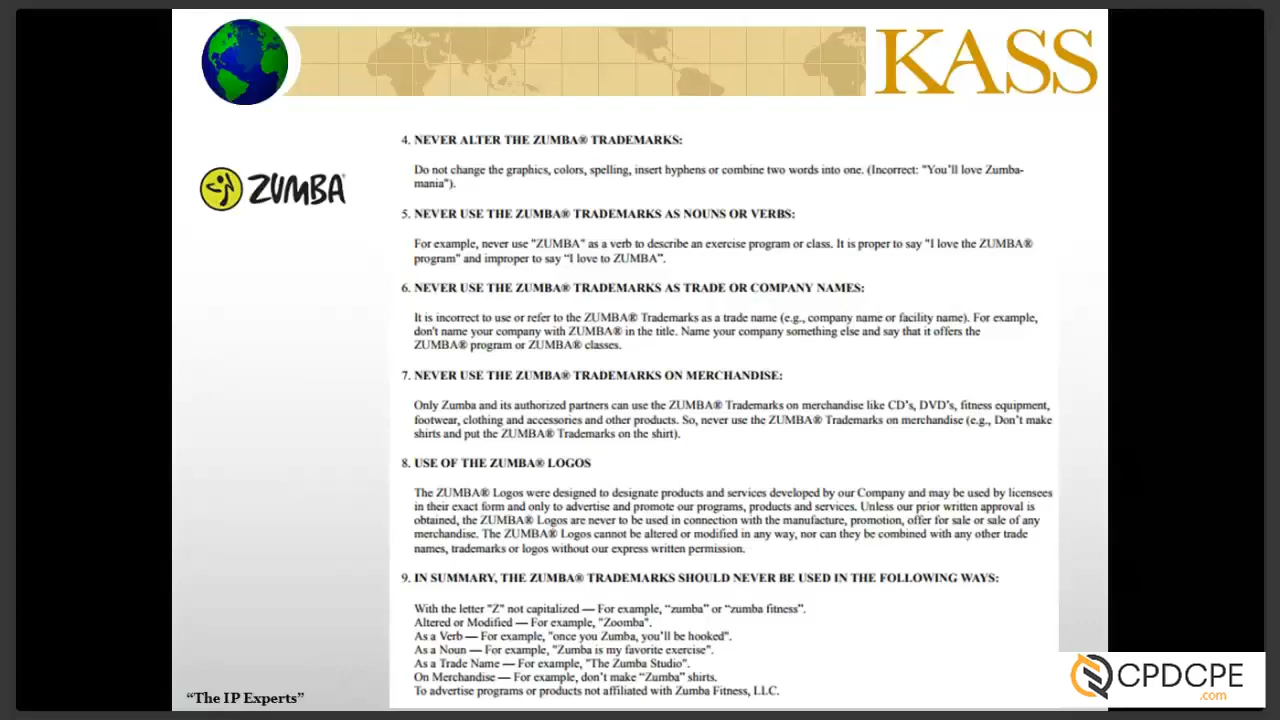 KASS
4. NEVER ALTER THE ZUMBA® TRADEMARKS:
Do not change the graphics, colors, spelling, insert hyphens or combine two words into one. (Incorrect: "You'll love Zumba-
mania").
ZUMBA®
5. NEVER USE THE ZUMBA® TRADEMARKS AS NOUNS OR VERBS:
For example, never use "ZUMBA" as a verb to describe an exercise program or class. It is proper to say "I love the ZUMBA®
program" and improper to say “I love to ZUMBA”.
6. NEVER USE THE ZUMBA® TRADEMARKS AS TRADE OR COMPANY NAMES:
It is incorrect to use or refer to the ZUMBA® Trademarks as a trade name (e.g., company name or facility name). For example,
don't name your company with ZUMBA® in the title. Name your company something else and say that it offers the
ZUMBA® program or ZUMBA® classes.
7. NEVER USE THE ZUMBA® TRADEMARKS ON MERCHANDISE:
Only Zumba and its authorized partners can use the ZUMBA® Trademarks on merchandise like CD's, DVD's, fitness equipment,
footwear, clothing and accessories and other products. So, never use the ZUMBA® Trademarks on merchandise (e.g., Don't make
shirts and put the ZUMBA® Trademarks on the shirt).
8. USE OF THE ZUMBA® LOGOS
The ZUMBA® Logos were designed to designate products and services developed by our Company and may be used by licensees
in their exact form and only to advertise and promote our programs, products and services. Unless our prior written approval is
obtained, the ZUMBA® Logos are never to be used in connection with the manufacture, promotion, offer for sale or sale of any
merchandise. The ZUMBA® Logos cannot be altered or modified in any way, nor can they be combined with any other trade
names, trademarks or logos without our express written permission.
9. IN SUMMARY, THE ZUMBA® TRADEMARKS SHOULD NEVER BE USED IN THE FOLLOWING WAYS:
With the letter "Z" not capitalized — For example, “zumba” or “zumba fitness”.
Altered or Modified — For example, "Zoomba".
As a Verb — For example, "once you Zumba, you'll be hooked".
As a Noun — For example, "Zumba is my favorite exercise".
As a Trade Name — For example, "The Zumba Studio".
On Merchandise — For example, don't make “Zumba” shirts.
To advertise programs or products not affiliated with Zumba Fitness, LLC.
“The IP Experts”
CPDCPE
.com